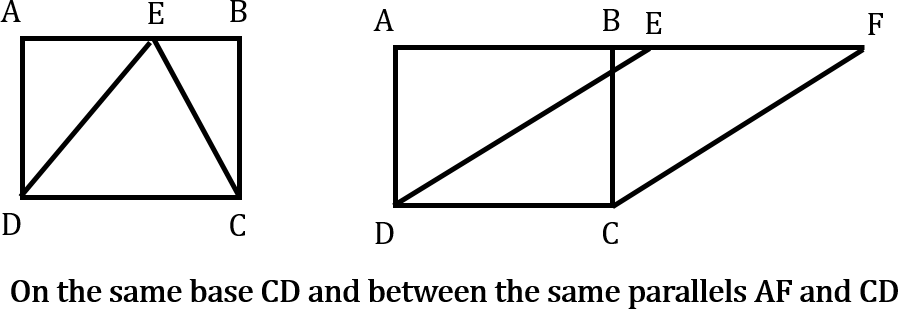 A E B
D C
A B E F
D C
On the same base CD and between the same parallels AF and CD